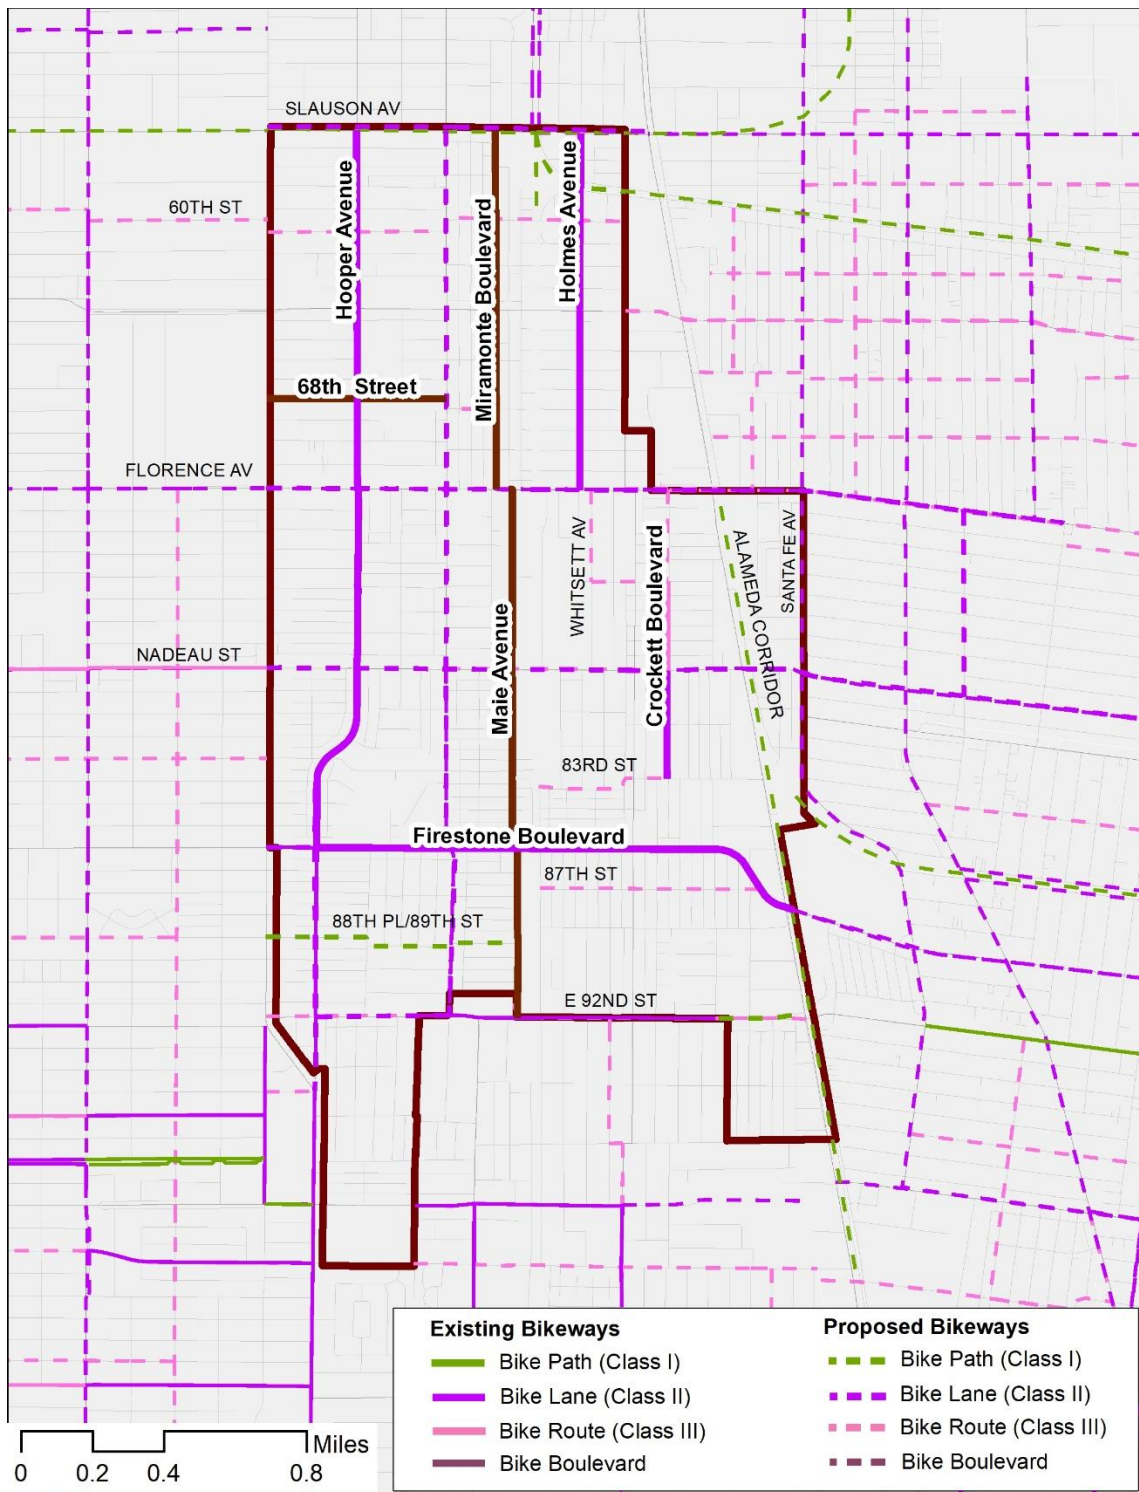 SLAUSON AV
60TH ST
Hooper Avenue
Miramonte Boulevard
Holmes Avenue
68th Street
FLORENCE AV
WHITSETT AV
Crockett Boulevard
ALAMEDA CORRIDOR
SANTA FE AV
Maie Avenue
NADEAU ST
83RD ST
Firestone Boulevard
87TH ST
88TH PL/89TH ST
E 92ND ST
Existing Bikeways
Bike Path (Class I)
Bike Lane (Class II)
Bike Route (Class III)
Bike Boulevard
Proposed Bikeways
Bike Path (Class I)
Bike Lane (Class II)
Bike Route (Class III)
Bike Boulevard
Miles
0 0.2 0.4 0.8